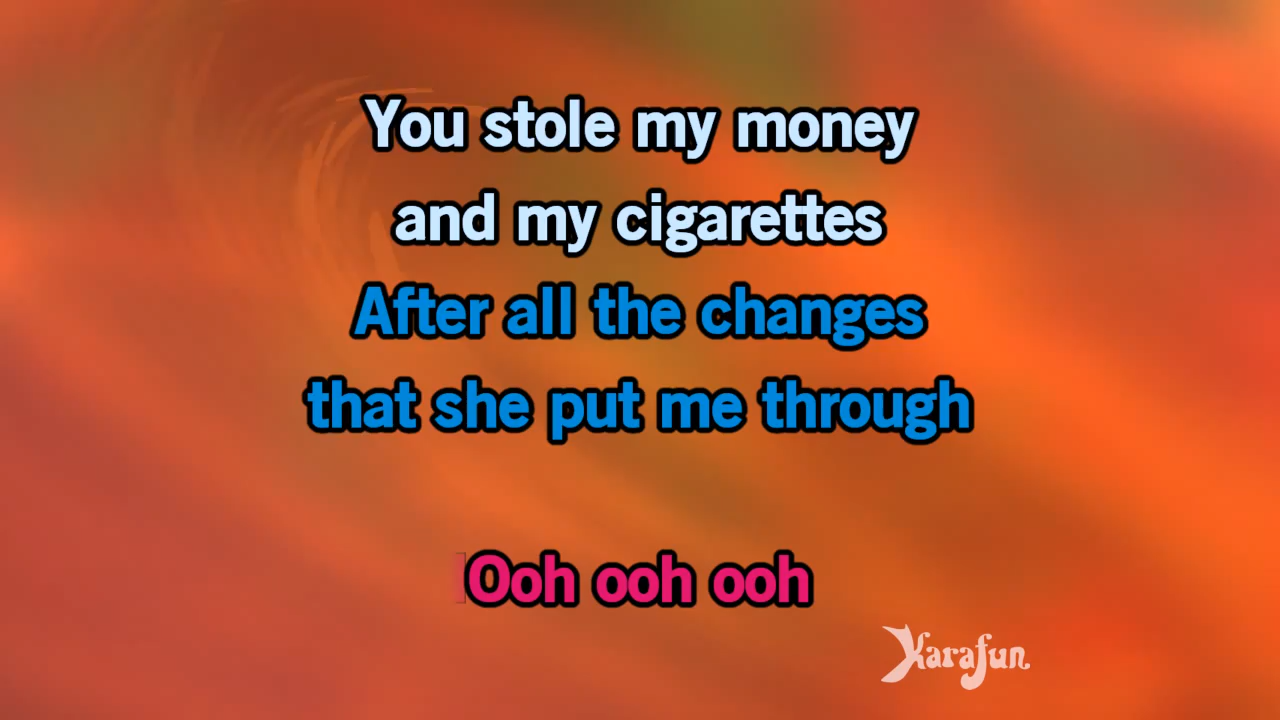 You stole my money
and my cigarettes
After all the changes
that she put me through
Ooh ooh ooh
Karafun